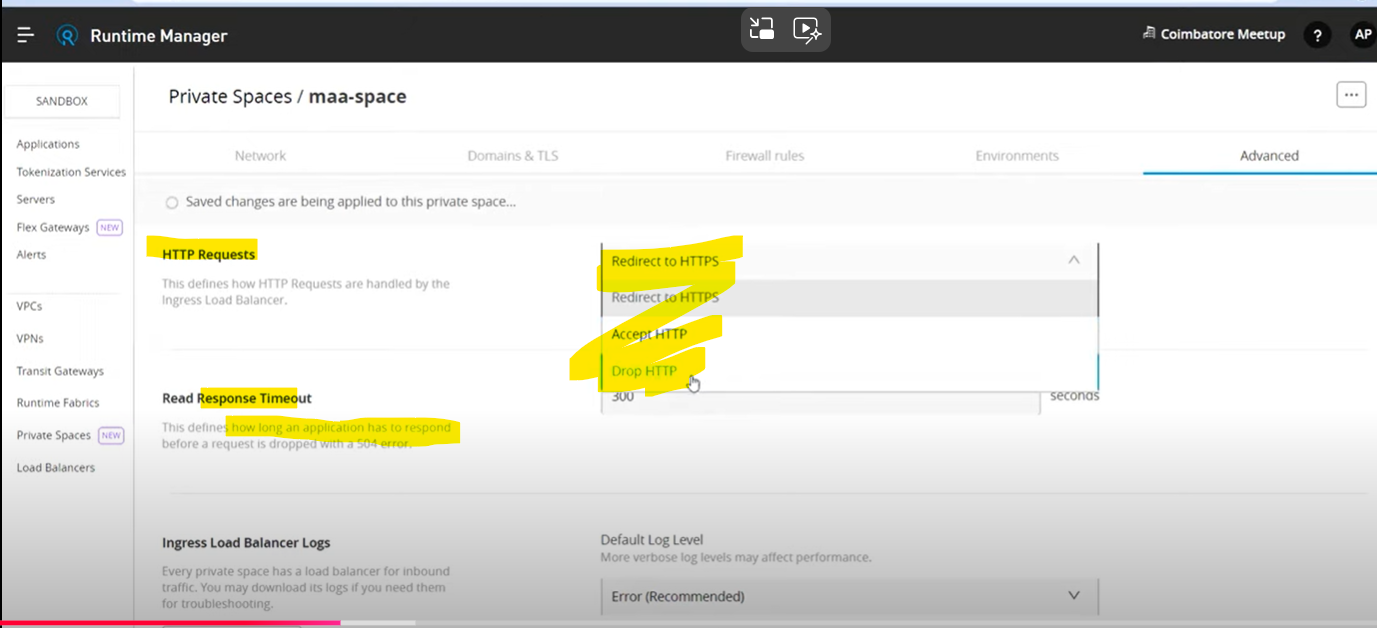 Runtime Manager
Coimbatore Meetup
?
AP
SANDBOX
Applications
Tokenization Services
Servers
Flex Gateways NEW
Alerts
VPCs
VPNs
Transit Gateways
Runtime Fabrics
Private Spaces NEW
Load Balancers
Private Spaces / maa-space
Network
Domains & TLS
Firewall rules
Environments
Advanced
Saved changes are being applied to this private space...
HTTP Requests
This defines how HTTP Requests are handled by the
Ingress Load Balancer.
Redirect to HTTPS
Redirect to HTTPS
Accept HTTP
Drop HTTP
Read Response Timeout
This defines how long an application has to respond
before a request is dropped with a 504 error.
300
seconds
Ingress Load Balancer Logs
Every private space has a load balancer for inbound
traffic. You may download its logs if you need them
for troubleshooting.
Default Log Level
More verbose log levels may affect performance.
Error (Recommended)